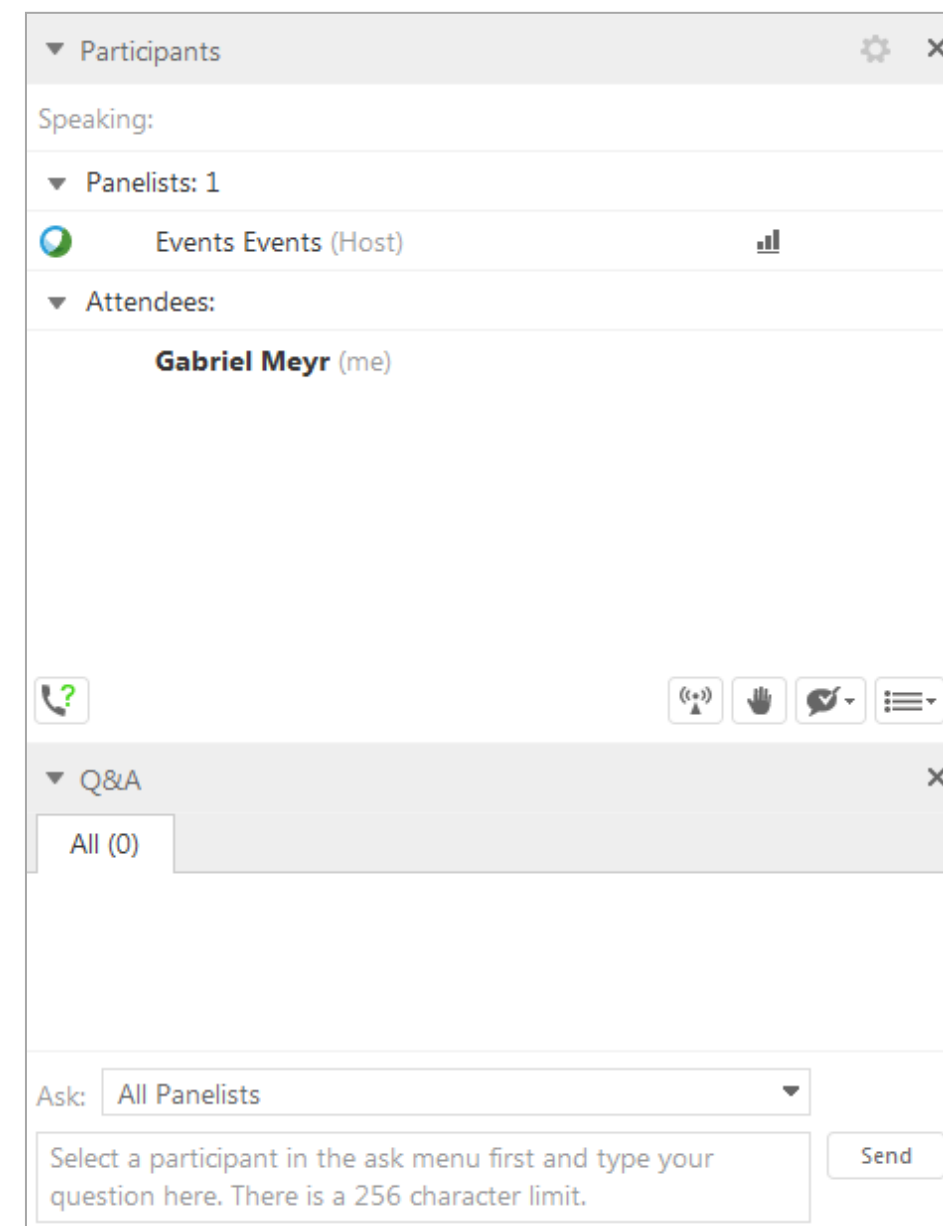 Participants
Speaking:
Panelists: 1
Events Events (Host)
Attendees:
Gabriel Meyr (me)
?
Q&A
All (0)
Ask: All Panelists
Select a participant in the ask menu first and type your
question here. There is a 256 character limit.
Send